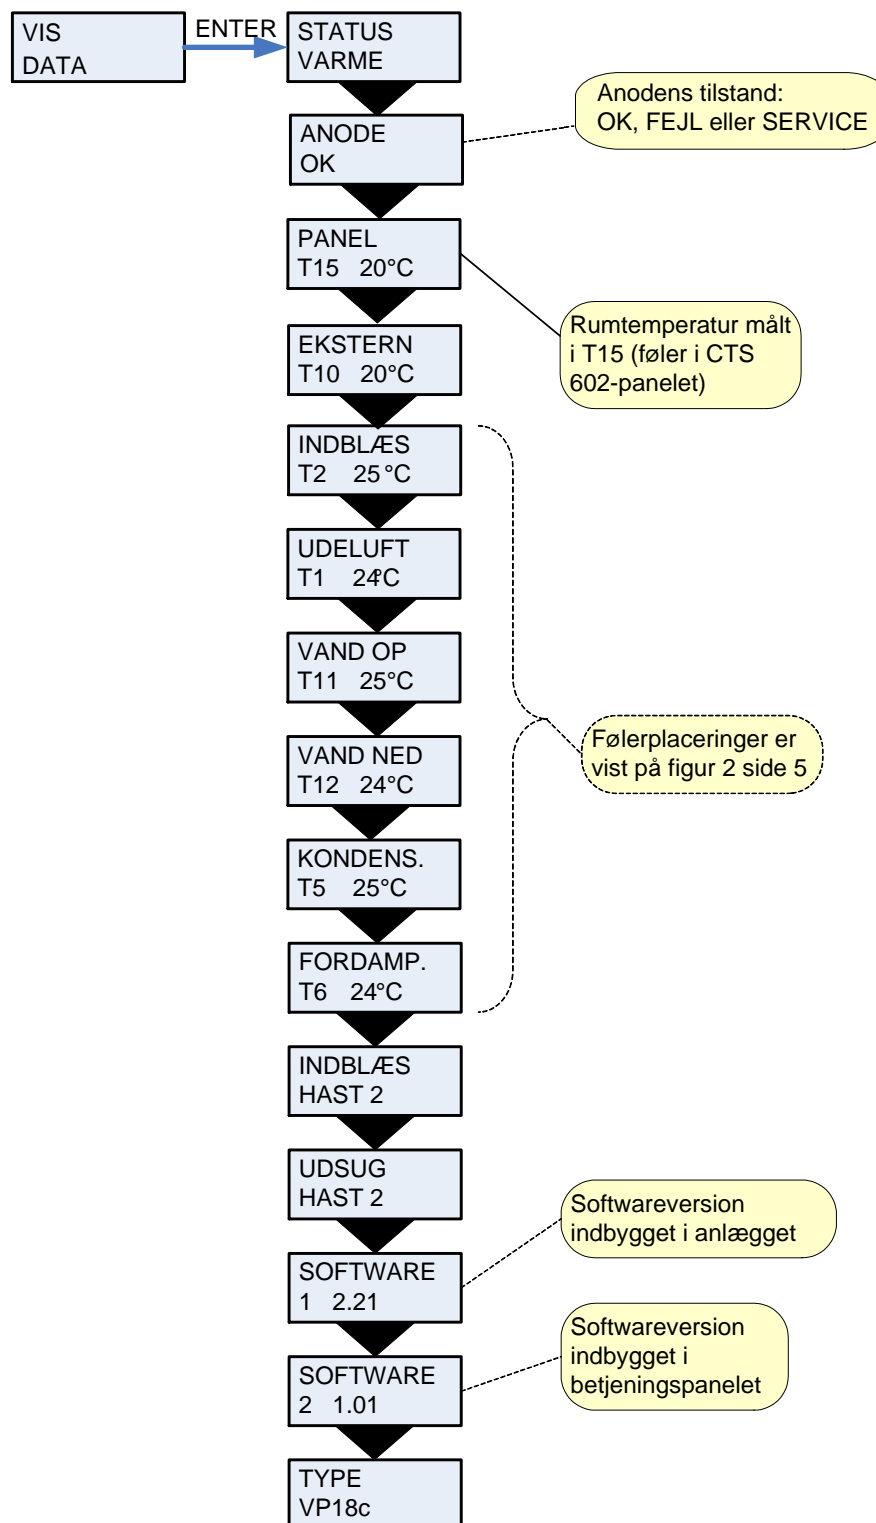 VIS
DATA
ENTER
STATUS
VARME
ANODE
OK
Anodens tilstand:
OK, FEJL eller SERVICE
PANEL
T15 20°C
Rumtemperatur målt
i T15 (føler i CTS
602-panelet)
EKSTERN
T10 20°C
INDBLÆS
T2 25°C
UDELUFT
T1 24°C
VAND OP
T11 25°C
VAND NED
T12 24°C
Følerplaceringer er
vist på figur 2 side 5
KONDENS.
T5 25°C
FORDAMP.
T6 24°C
INDBLÆS
HAST 2
UDSUG
HAST 2
Softwareversion
indbygget i anlægget
SOFTWARE
1 2.21
Softwareversion
indbygget i
betjeningspanelet
SOFTWARE
2 1.01
TYPE
VP18c